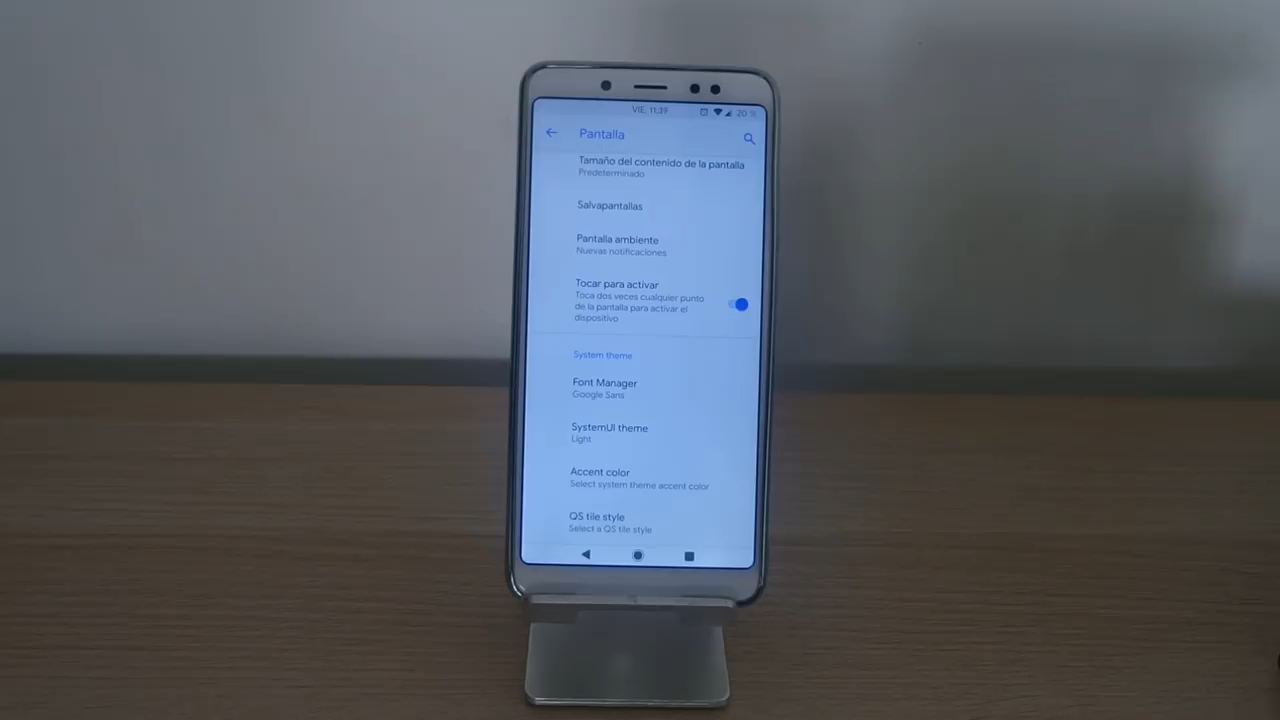 VIE. 11:39
20 %
Pantalla
Tamaño del contenido de la pantalla
Predeterminado
Salvapantallas
Pantalla ambiente
Nuevas notificaciones
Tocar para activar
Toca dos veces cualquier punto
de la pantalla para activar el
dispositivo
System theme
Font Manager
Google Sans
SystemUI theme
Light
Accent color
Select system theme accent color
QS tile style
Select a QS tile style